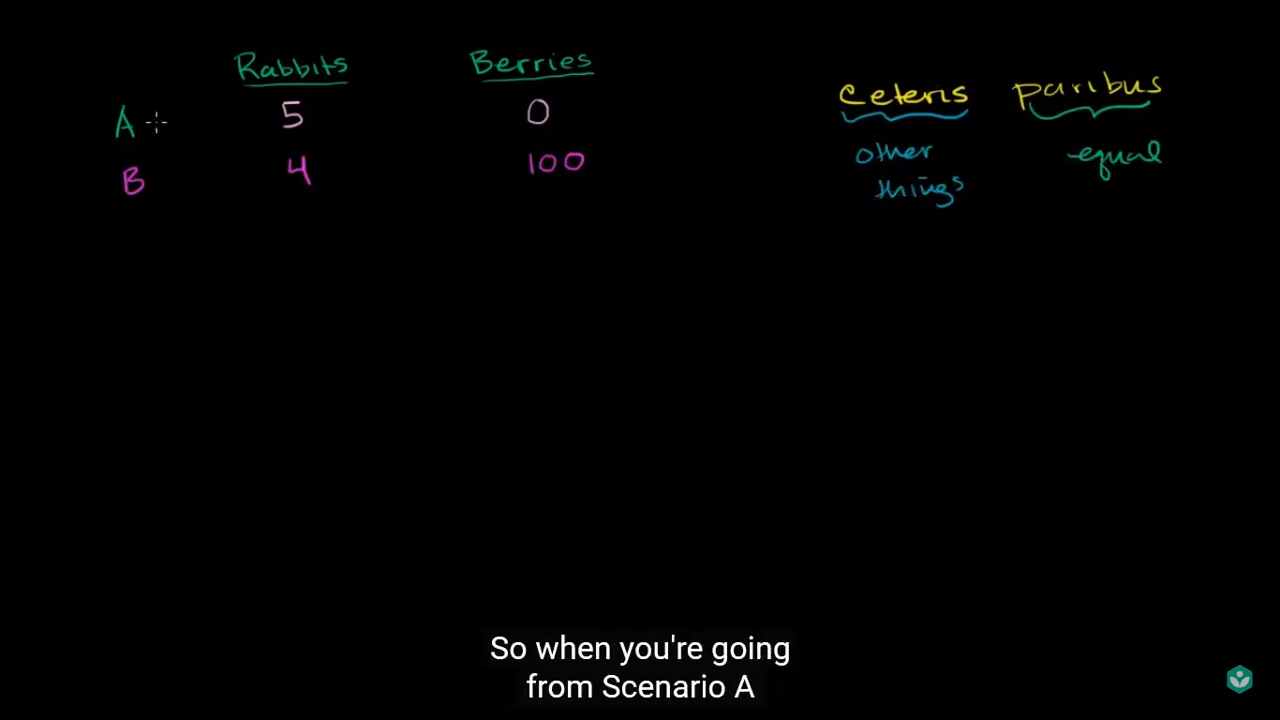 Rabbits Berries
A 5 0
B 4 100
Ceteris paribus
other equal
things
So when you're going
from Scenario A